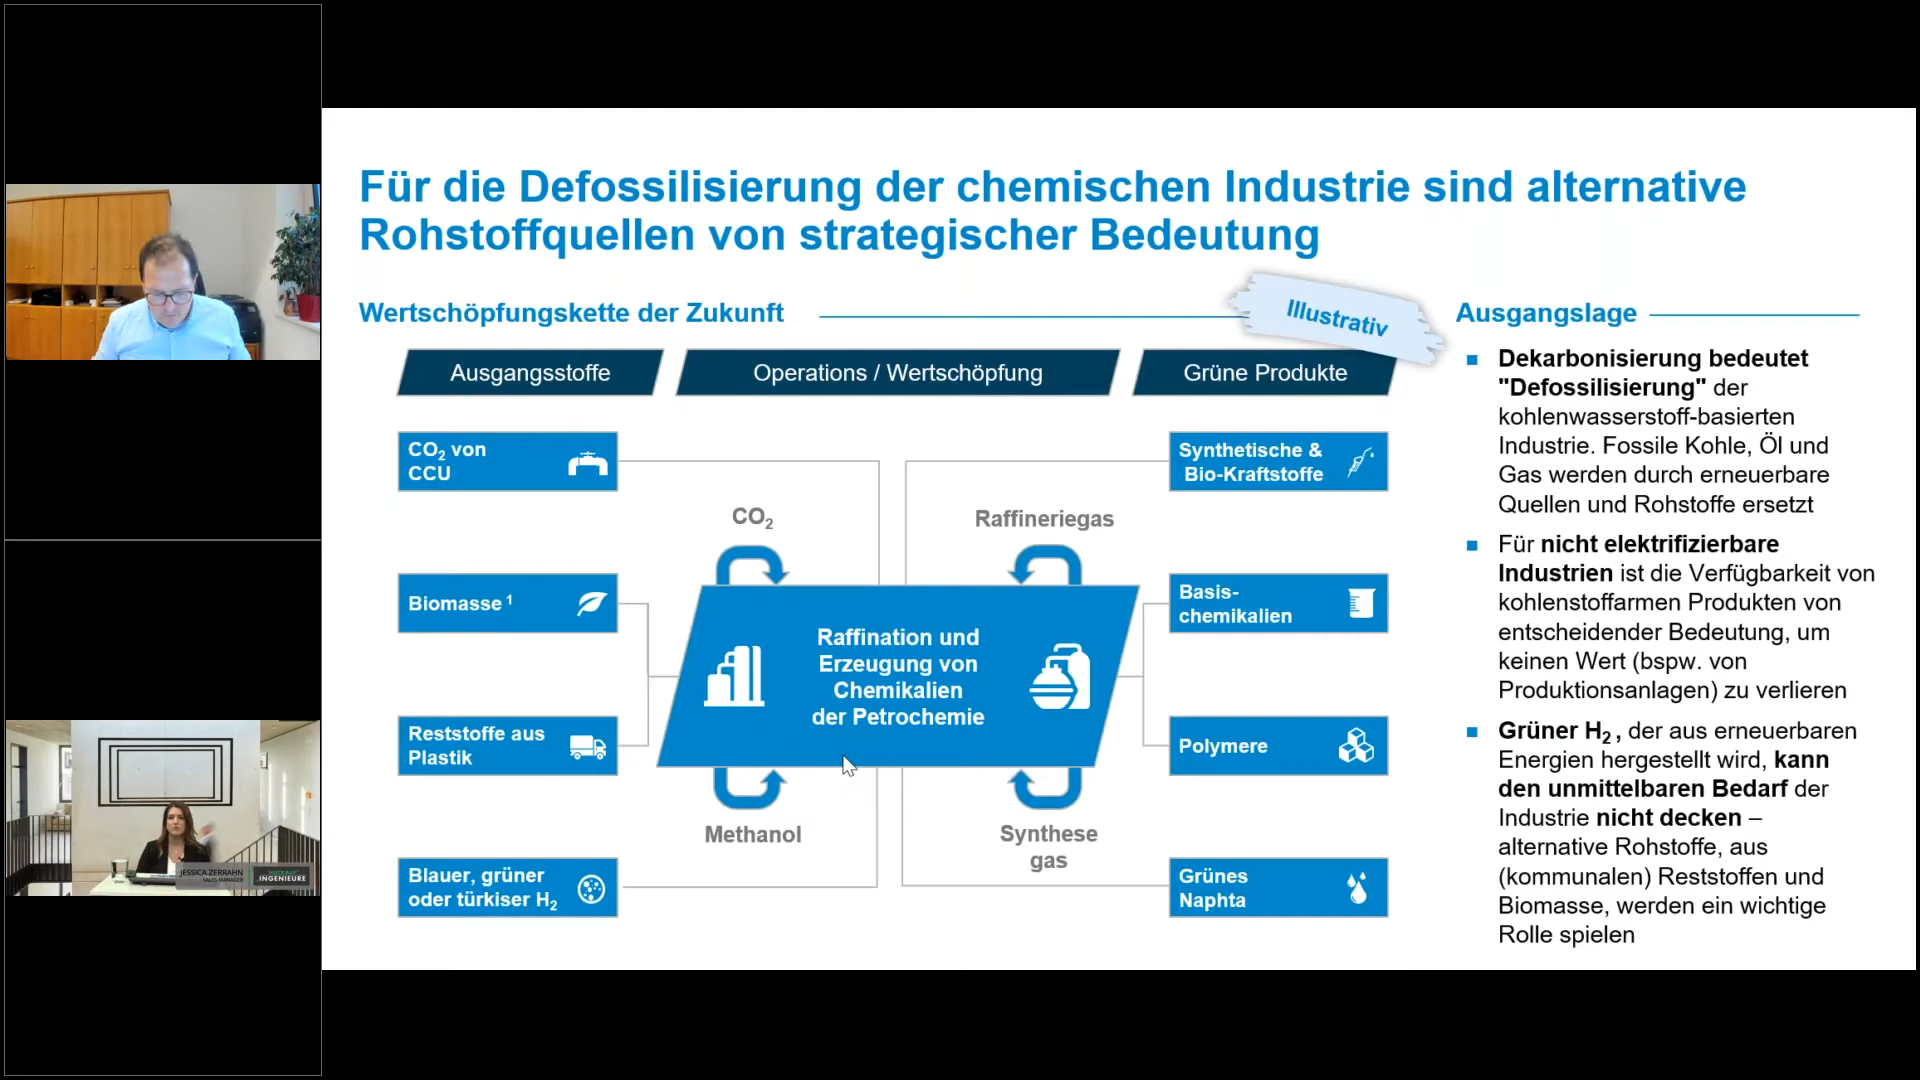 Für die Defossilisierung der chemischen Industrie sind alternative
Rohstoffquellen von strategischer Bedeutung
Wertschöpfungskette der Zukunft
Illustrativ
Ausgangsstoffe
Operations / Wertschöpfung
Grüne Produkte
CO₂ von
CCU
Biomasse ¹
Reststoffe aus
Plastik
Blauer, grüner
oder türkiser H₂
CO₂
Raffineriegas
Raffination und
Erzeugung von
Chemikalien
der Petrochemie
Methanol
Synthese
gas
Synthetische &
Bio-Kraftstoffe
Basis-
chemikalien
Polymere
Grünes
Naphta
Ausgangslage
Dekarbonisierung bedeutet
"Defossilisierung" der
kohlenwasserstoff-basierten
Industrie. Fossile Kohle, Öl und
Gas werden durch erneuerbare
Quellen und Rohstoffe ersetzt
Für nicht elektrifizierbare
Industrien ist die Verfügbarkeit von
kohlenstoffarmen Produkten von
entscheidender Bedeutung, um
keinen Wert (bspw. von
Produktionsanlagen) zu verlieren
Grüner H₂ , der aus erneuerbaren
Energien hergestellt wird, kann
den unmittelbaren Bedarf der
Industrie nicht decken –
alternative Rohstoffe, aus
(kommunalen) Reststoffen und
Biomasse, werden ein wichtige
Rolle spielen
JESSICA ZERRAHN
SALES MANAGER
INGENIEURE